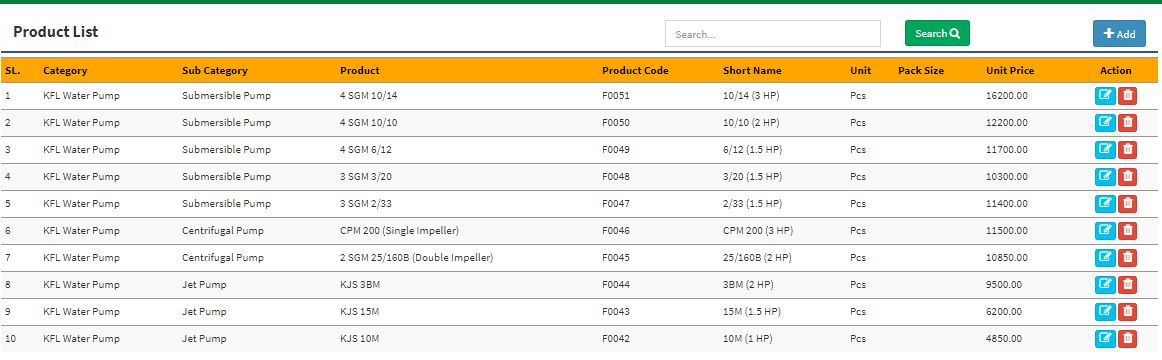 Product List Search... Search Add
SL. Category Sub Category Product Product Code Short Name Unit Pack Size Unit Price Action
1 KFL Water Pump Submersible Pump 4 SGM 10/14 F0051 10/14 (3 HP) Pcs 16200.00
2 KFL Water Pump Submersible Pump 4 SGM 10/10 F0050 10/10 (2 HP) Pcs 12200.00
3 KFL Water Pump Submersible Pump 4 SGM 6/12 F0049 6/12 (1.5 HP) Pcs 11700.00
4 KFL Water Pump Submersible Pump 3 SGM 3/20 F0048 3/20 (1.5 HP) Pcs 10300.00
5 KFL Water Pump Submersible Pump 3 SGM 2/33 F0047 2/33 (1.5 HP) Pcs 11400.00
6 KFL Water Pump Centrifugal Pump CPM 200 (Single Impeller) F0046 CPM 200 (3 HP) Pcs 11500.00
7 KFL Water Pump Centrifugal Pump 2 SGM 25/160B (Double Impeller) F0045 25/160B (2 HP) Pcs 10850.00
8 KFL Water Pump Jet Pump KJS 3BM F0044 3BM (2 HP) Pcs 9500.00
9 KFL Water Pump Jet Pump KJS 15M F0043 15M (1.5 HP) Pcs 6200.00
10 KFL Water Pump Jet Pump KJS 10M F0042 10M (1 HP) Pcs 4850.00